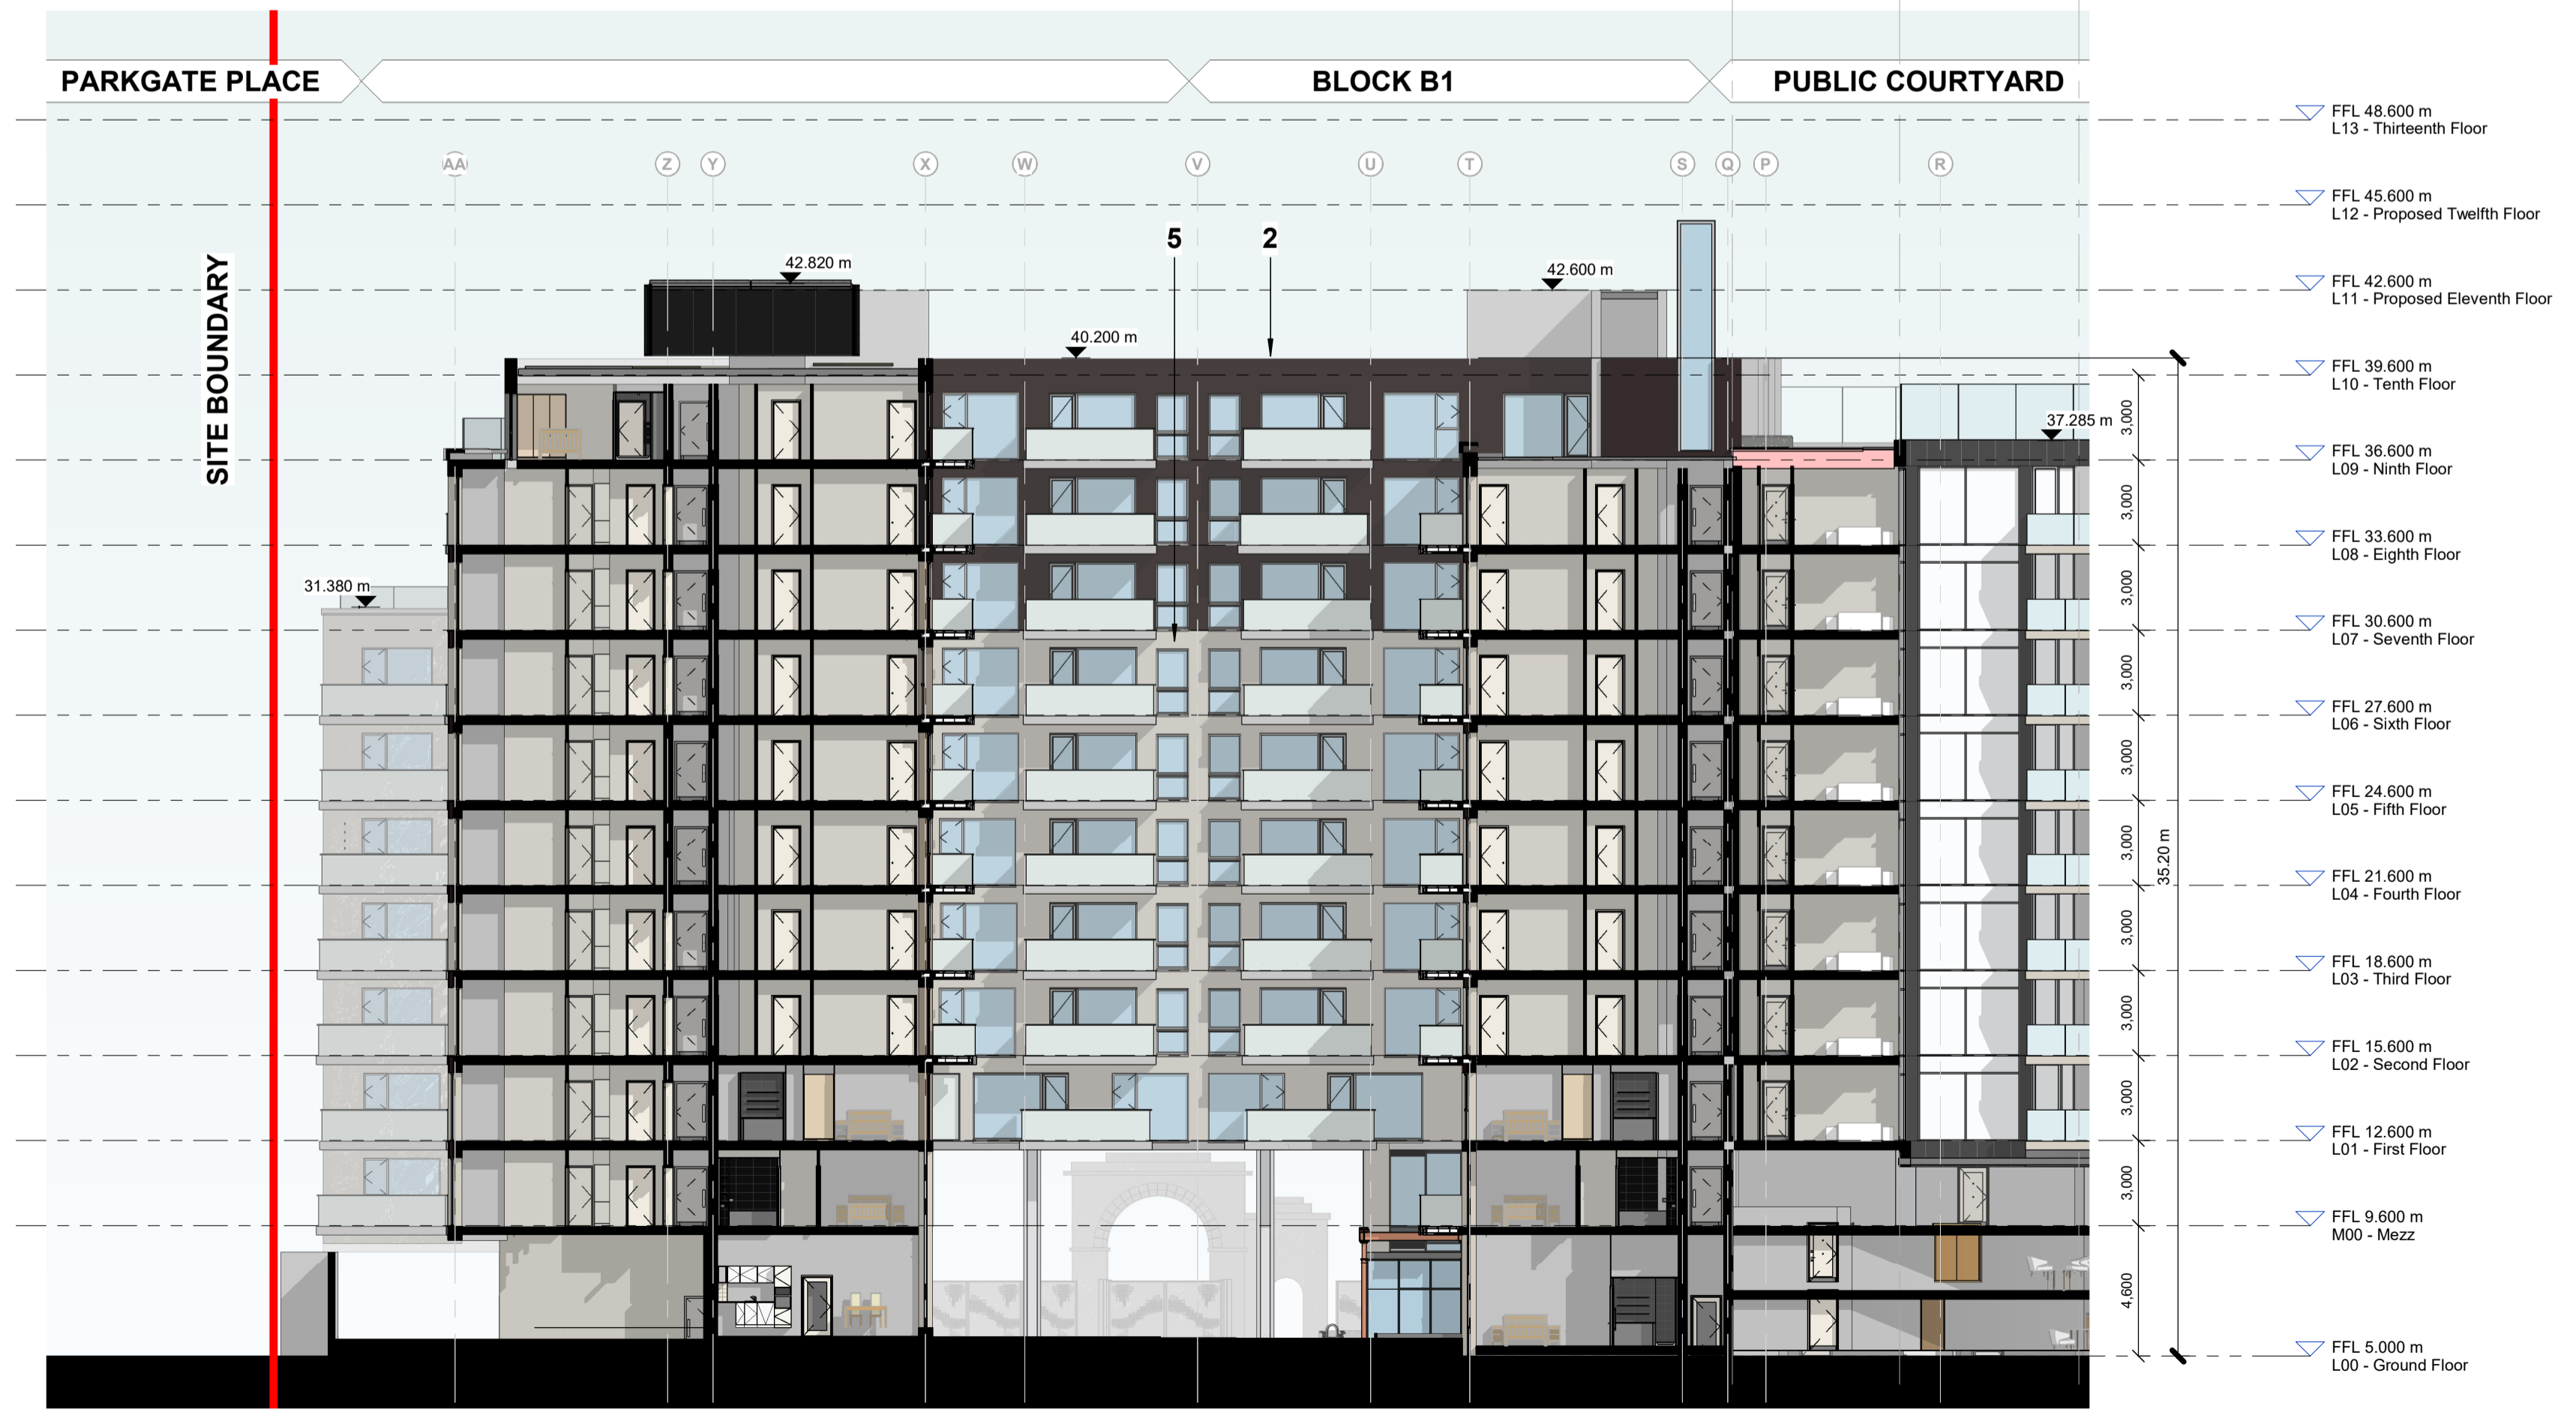 PARKGATE PLACE
BLOCK B1
PUBLIC COURTYARD
FFL 48.600 m
L13 - Thirteenth Floor
AA
Z
Y
X
W
V
U
T
S
Q
P
R
FFL 45.600 m
L12 - Proposed Twelfth Floor
5
2
SITE BOUNDARY
42.820 m
42.600 m
FFL 42.600 m
L11 - Proposed Eleventh Floor
40.200 m
FFL 39.600 m
L10 - Tenth Floor
37.285 m
3,000
FFL 36.600 m
L09 - Ninth Floor
3,000
FFL 33.600 m
L08 - Eighth Floor
31.380 m
3,000
FFL 30.600 m
L07 - Seventh Floor
3,000
FFL 27.600 m
L06 - Sixth Floor
3,000
FFL 24.600 m
L05 - Fifth Floor
3,000
35.20 m
FFL 21.600 m
L04 - Fourth Floor
3,000
FFL 18.600 m
L03 - Third Floor
3,000
FFL 15.600 m
L02 - Second Floor
3,000
FFL 12.600 m
L01 - First Floor
3,000
FFL 9.600 m
M00 - Mezz
4,600
FFL 5.000 m
L00 - Ground Floor